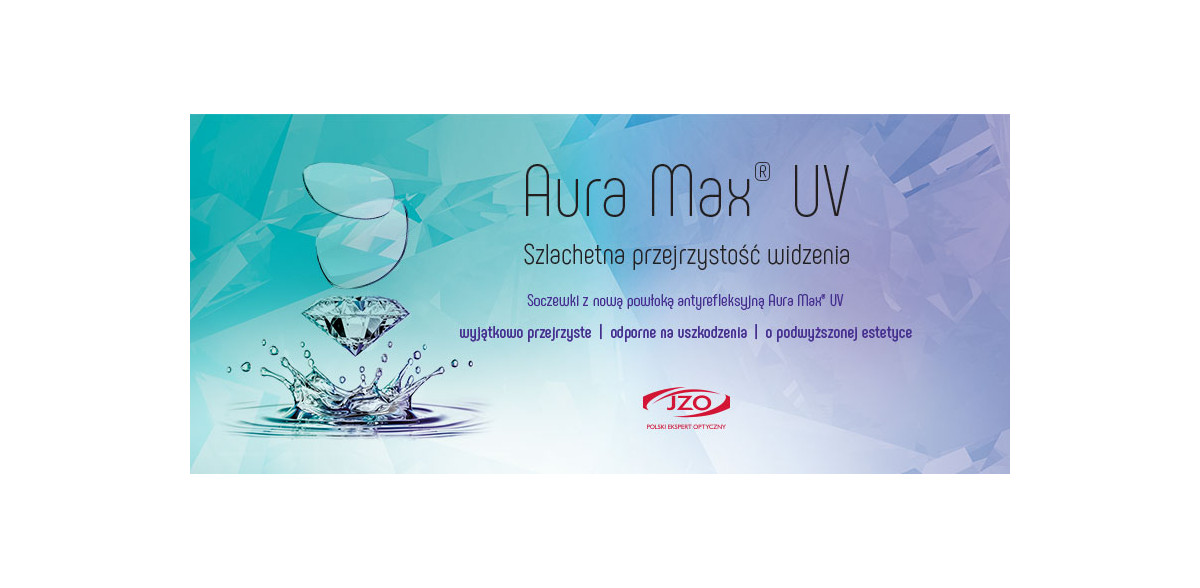 Aura Max® UV
Szlachetna przejrzystość widzenia
Soczewki z nową powłoką antyrefleksyjną Aura Max® UV
wyjątkowo przejrzyste | odporne na uszkodzenia | o podwyższonej estetyce
JZO
POLSKI EKSPERT OPTYCZNY